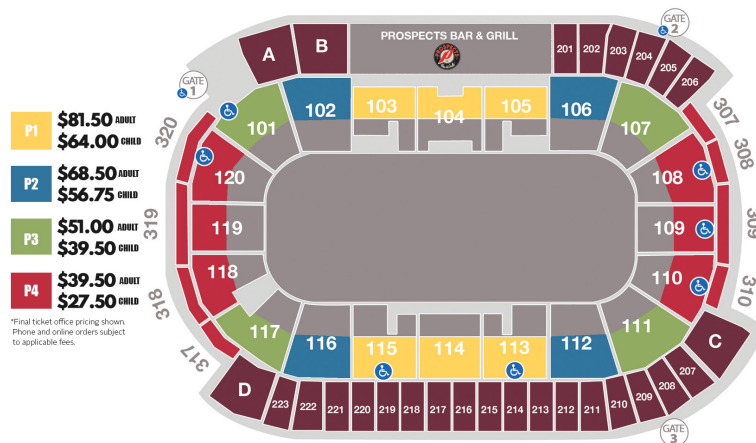 GATE
1
GATE
2
A
B
PROSPECTS BAR & GRILL
PROSPECTS
201
202
203
204
205
206
P1
$81.50 ADULT
$64.00 CHILD
P2
$68.50 ADULT
$56.75 CHILD
P3
$51.00 ADULT
$39.50 CHILD
P4
$39.50 ADULT
$27.50 CHILD
*Final ticket office pricing shown.
Phone and online orders subject
to applicable fees.
320
319
318
317
101
102
103
104
105
106
107
307
308
309
310
120
119
118
117
108
109
110
111
116
115
114
113
112
C
D
223
222
221
220
219
218
217
216
215
214
213
212
211
210
209
208
207
GATE
3